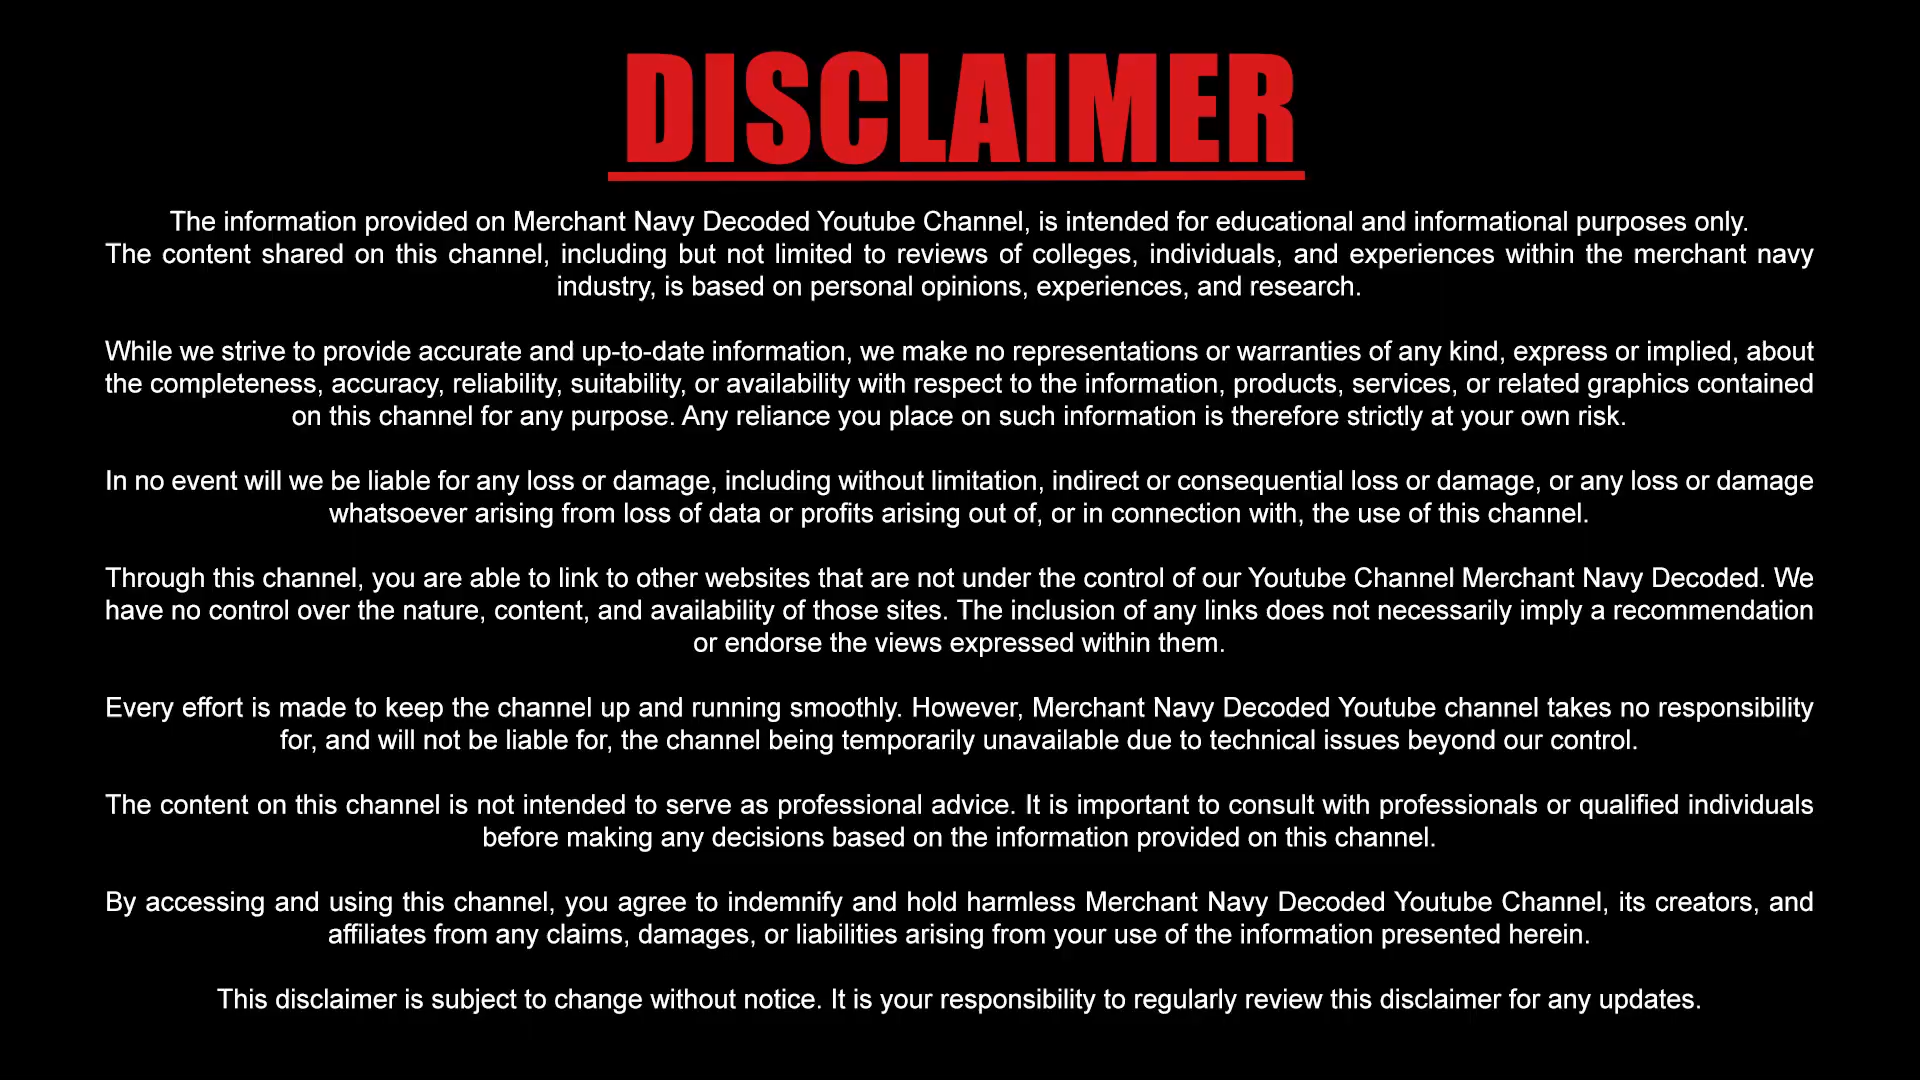 DISCLAIMER
The information provided on Merchant Navy Decoded Youtube Channel, is intended for educational and informational purposes only.
The content shared on this channel, including but not limited to reviews of colleges, individuals, and experiences within the merchant navy
industry, is based on personal opinions, experiences, and research.
While we strive to provide accurate and up-to-date information, we make no representations or warranties of any kind, express or implied, about
the completeness, accuracy, reliability, suitability, or availability with respect to the information, products, services, or related graphics contained
on this channel for any purpose. Any reliance you place on such information is therefore strictly at your own risk.
In no event will we be liable for any loss or damage, including without limitation, indirect or consequential loss or damage, or any loss or damage
whatsoever arising from loss of data or profits arising out of, or in connection with, the use of this channel.
Through this channel, you are able to link to other websites that are not under the control of our Youtube Channel Merchant Navy Decoded. We
have no control over the nature, content, and availability of those sites. The inclusion of any links does not necessarily imply a recommendation
or endorse the views expressed within them.
Every effort is made to keep the channel up and running smoothly. However, Merchant Navy Decoded Youtube channel takes no responsibility
for, and will not be liable for, the channel being temporarily unavailable due to technical issues beyond our control.
The content on this channel is not intended to serve as professional advice. It is important to consult with professionals or qualified individuals
before making any decisions based on the information provided on this channel.
By accessing and using this channel, you agree to indemnify and hold harmless Merchant Navy Decoded Youtube Channel, its creators, and
affiliates from any claims, damages, or liabilities arising from your use of the information presented herein.
This disclaimer is subject to change without notice. It is your responsibility to regularly review this disclaimer for any updates.